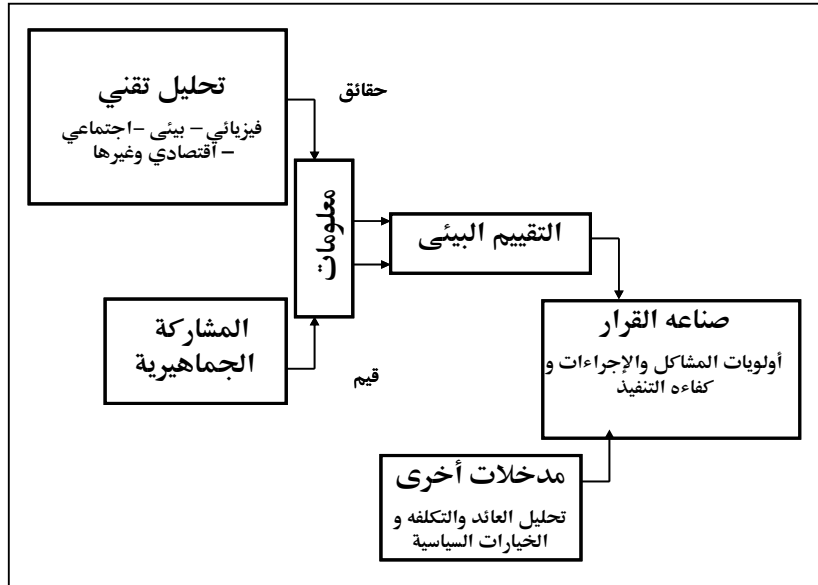 تحليل تقني
فيزيائي – بيئى –اجتماعي
– اقتصادي وغيرها
حقائق
معلومات
التقييم البيئى
المشاركة
الجماهيرية
قيم
صناعه القرار
أولويات المشاكل والإجراءات و
كفاءه التنفيذ
مدخلات أخرى
تحليل العائد والتكلفه و
الخيارات السياسية